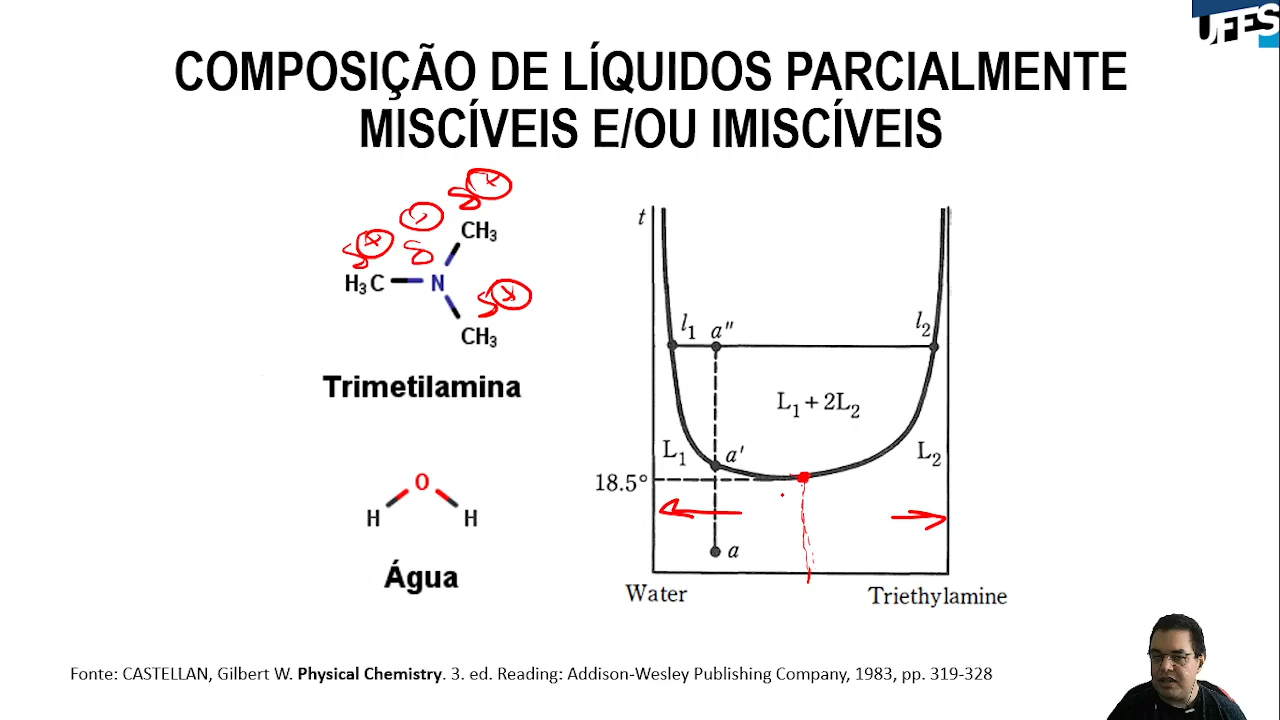 UFES
COMPOSIÇÃO DE LÍQUIDOS PARCIALMENTE
MISCÍVEIS E/OU IMISCÍVEIS
δ+
δ-
δ+
δ+
CH₃
H₃C
N
CH₃
Trimetilamina
O
H
H
Água
t
l₁
a″
l₂
L₁ + 2L₂
L₁
a′
L₂
18.5°
a
Water
Triethylamine
Fonte: CASTELLAN, Gilbert W. Physical Chemistry. 3. ed. Reading: Addison-Wesley Publishing Company, 1983, pp. 319-328